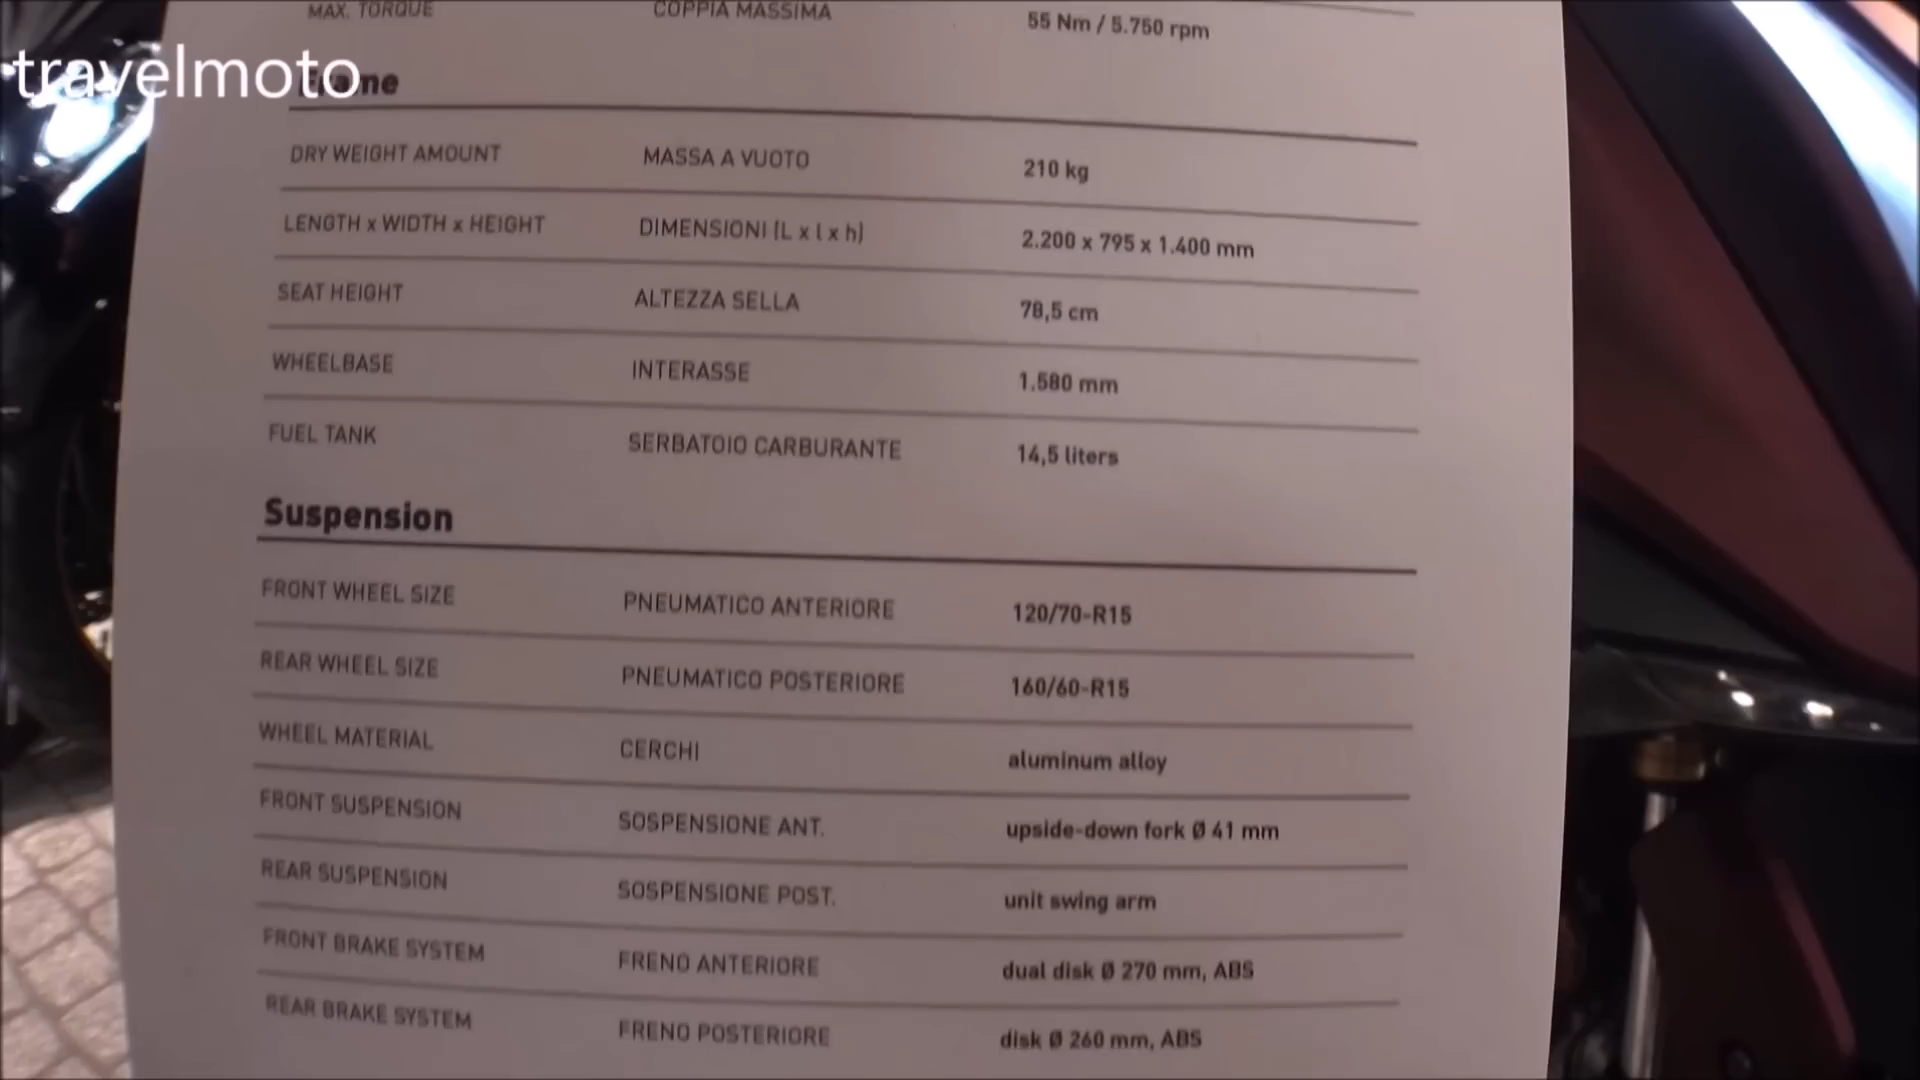 MAX. TORQUE COPPIA MASSIMA 55 Nm / 5.750 rpm
travelmoto
Frame
DRY WEIGHT AMOUNT MASSA A VUOTO 210 kg
LENGTH x WIDTH x HEIGHT DIMENSIONI (L x l x h) 2.200 x 795 x 1.400 mm
SEAT HEIGHT ALTEZZA SELLA 78,5 cm
WHEELBASE INTERASSE 1.580 mm
FUEL TANK SERBATOIO CARBURANTE 14,5 liters
Suspension
FRONT WHEEL SIZE PNEUMATICO ANTERIORE 120/70-R15
REAR WHEEL SIZE PNEUMATICO POSTERIORE 160/60-R15
WHEEL MATERIAL CERCHI aluminum alloy
FRONT SUSPENSION SOSPENSIONE ANT. upside-down fork Ø 41 mm
REAR SUSPENSION SOSPENSIONE POST. unit swing arm
FRONT BRAKE SYSTEM FRENO ANTERIORE dual disk Ø 270 mm, ABS
REAR BRAKE SYSTEM FRENO POSTERIORE disk Ø 260 mm, ABS